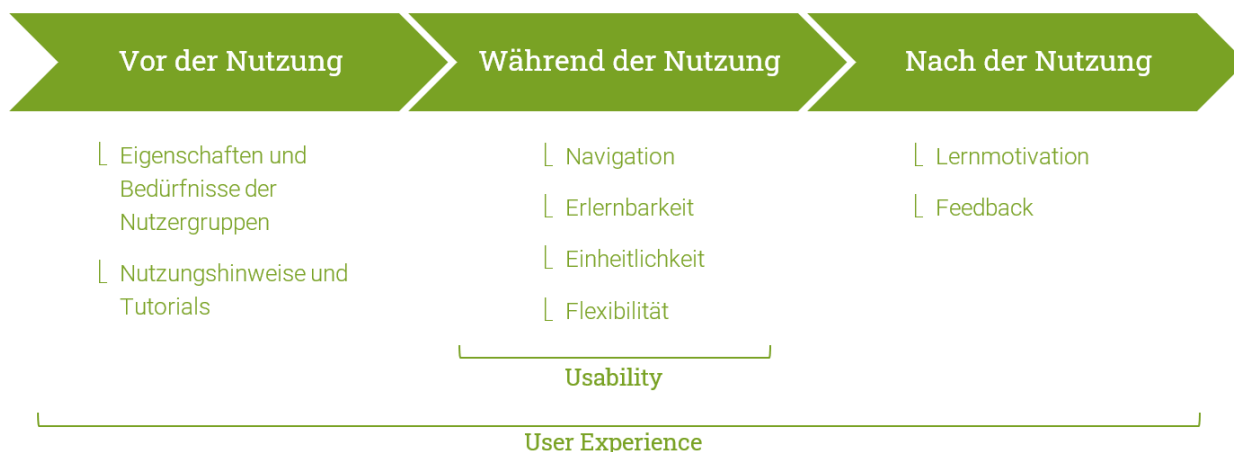 Vor der Nutzung
Während der Nutzung
Nach der Nutzung
Eigenschaften und
Bedürfnisse der
Nutzergruppen
Nutzungshinweise und
Tutorials
Navigation
Erlernbarkeit
Einheitlichkeit
Flexibilität
Lernmotivation
Feedback
Usability
User Experience